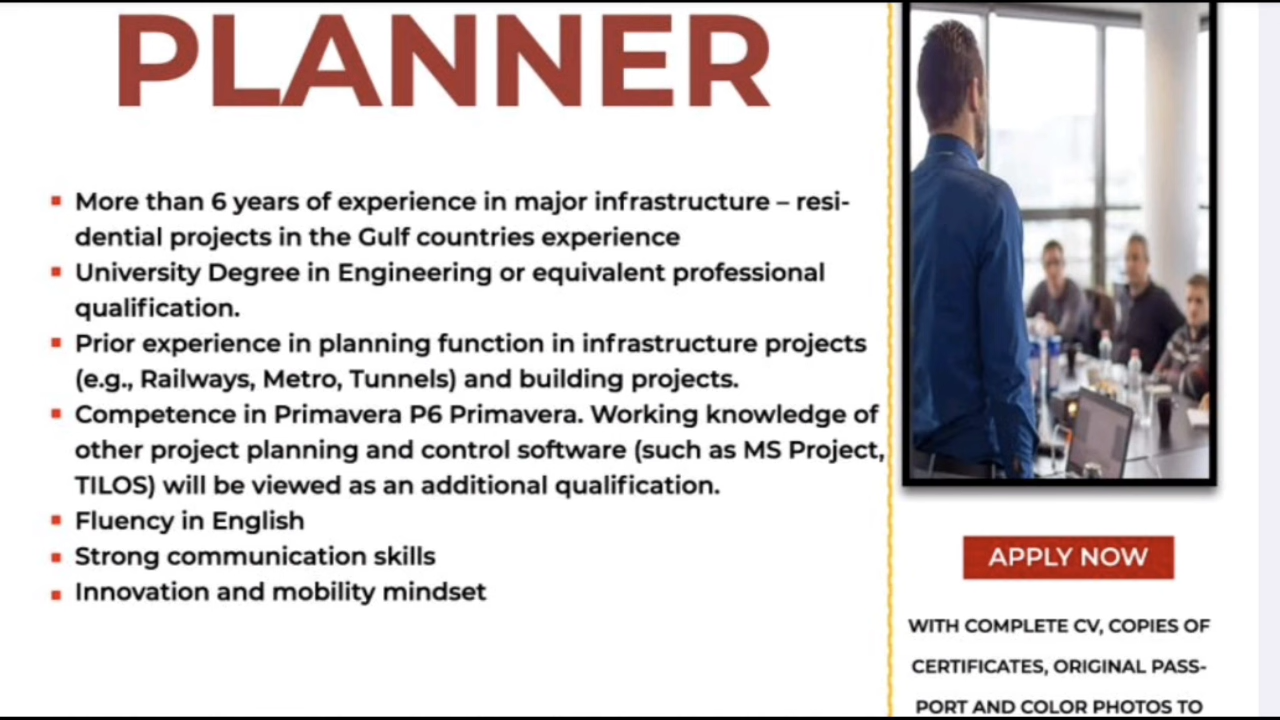 PLANNER
More than 6 years of experience in major infrastructure – resi-
dential projects in the Gulf countries experience
University Degree in Engineering or equivalent professional
qualification.
Prior experience in planning function in infrastructure projects
(e.g., Railways, Metro, Tunnels) and building projects.
Competence in Primavera P6 Primavera. Working knowledge of
other project planning and control software (such as MS Project,
TILOS) will be viewed as an additional qualification.
Fluency in English
Strong communication skills
Innovation and mobility mindset
APPLY NOW
WITH COMPLETE CV, COPIES OF
CERTIFICATES, ORIGINAL PASS-
PORT AND COLOR PHOTOS TO